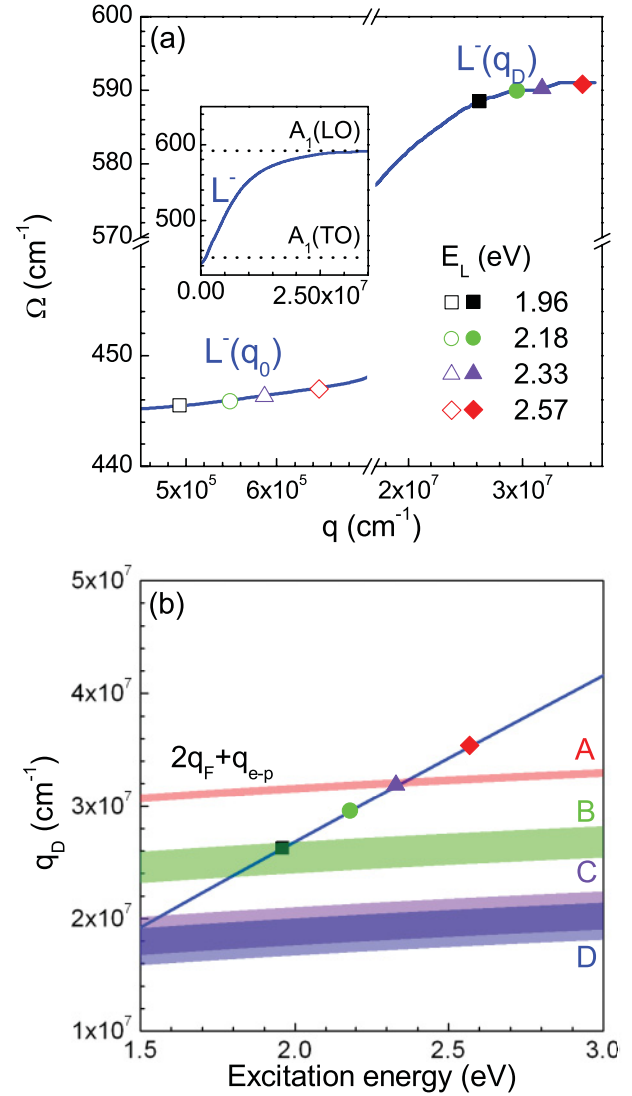 (a)
L⁻(q_D)
600
590
580
570
450
440
Ω (cm⁻¹)
600
500
A₁(LO)
L⁻
A₁(TO)
0.00
2.50x10⁷
E_L (eV)
1.96
2.18
2.33
2.57
L⁻(q₀)
5x10⁵
6x10⁵
2x10⁷
3x10⁷
q (cm⁻¹)
(b)
5x10⁷
4x10⁷
3x10⁷
2x10⁷
1x10⁷
q_D (cm⁻¹)
2q_F+q_e-p
A
B
C
D
1.5
2.0
2.5
3.0
Excitation energy (eV)